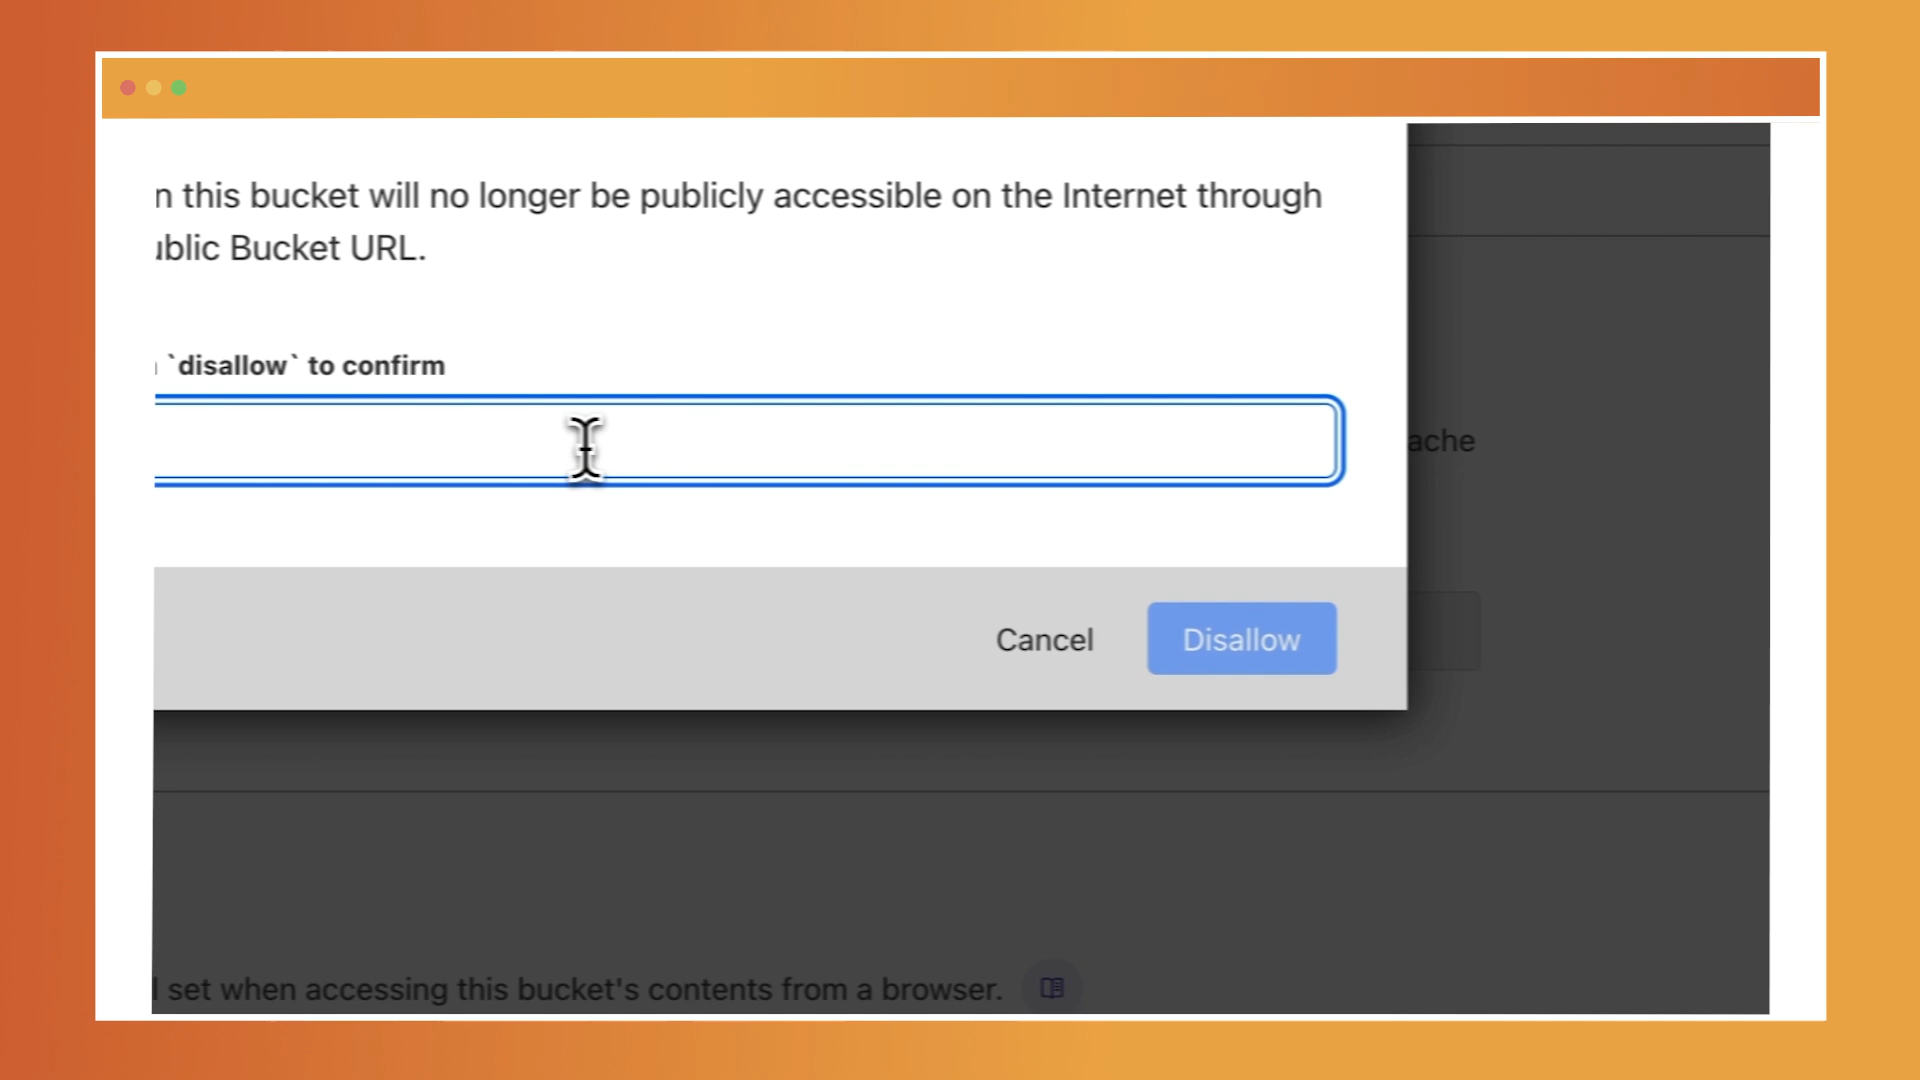 n this bucket will no longer be publicly accessible on the Internet through
ublic Bucket URL.
`disallow` to confirm
ache
Cancel
Disallow
l set when accessing this bucket's contents from a browser.